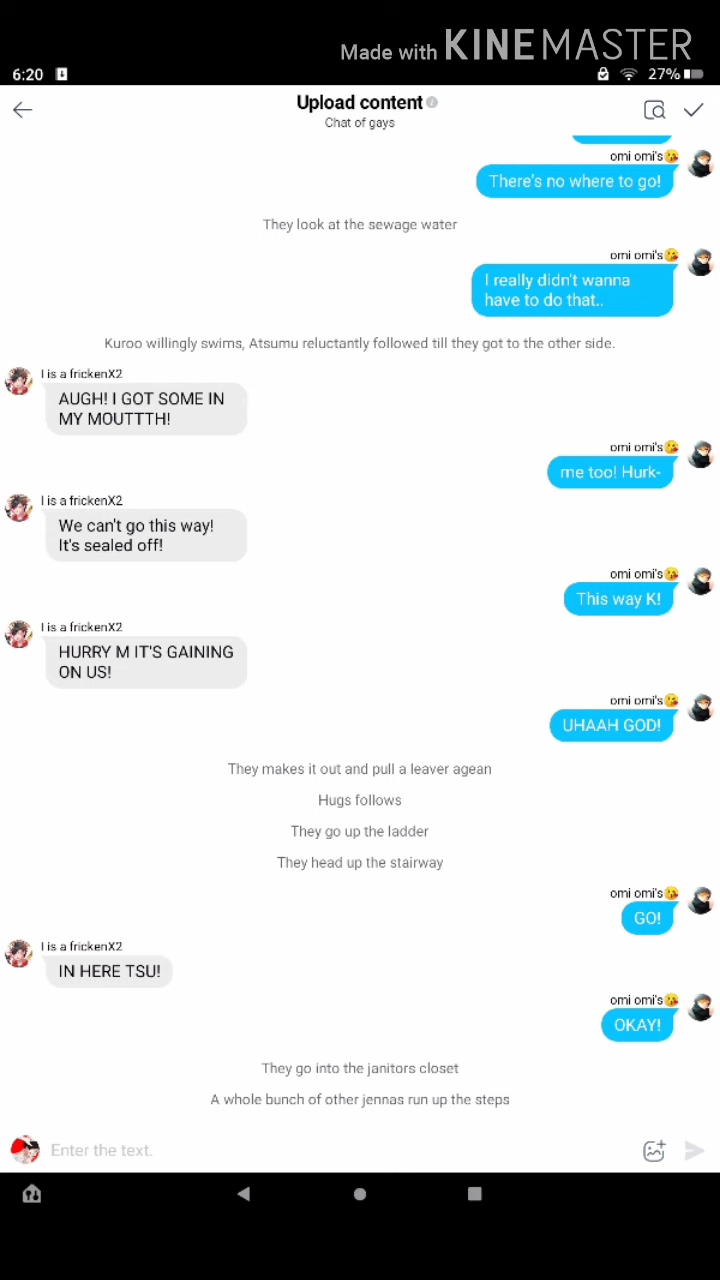 Made with KINEMASTER
6:20
27%
Upload content
Chat of gays
omi omi's😘
There's no where to go!
They look at the sewage water
omi omi's😘
I really didn't wanna
have to do that..
Kuroo willingly swims, Atsumu reluctantly followed till they got to the other side.
I is a frickenX2
AUGH! I GOT SOME IN
MY MOUTTTH!
omi omi's😘
me too! Hurk-
I is a frickenX2
We can't go this way!
It's sealed off!
omi omi's😘
This way K!
I is a frickenX2
HURRY M IT'S GAINING
ON US!
omi omi's😘
UHAAH GOD!
They makes it out and pull a leaver agean
Hugs follows
They go up the ladder
They head up the stairway
omi omi's😘
GO!
I is a frickenX2
IN HERE TSU!
omi omi's😘
OKAY!
They go into the janitors closet
A whole bunch of other jennas run up the steps
Enter the text.